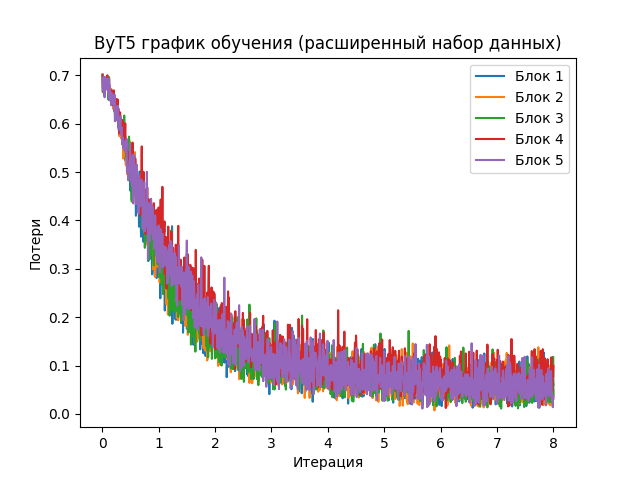 ByT5 график обучения (расширенный набор данных)
Потери
0.7
0.6
0.5
0.4
0.3
0.2
0.1
0.0
Блок 1
Блок 2
Блок 3
Блок 4
Блок 5
0 1 2 3 4 5 6 7 8
Итерация